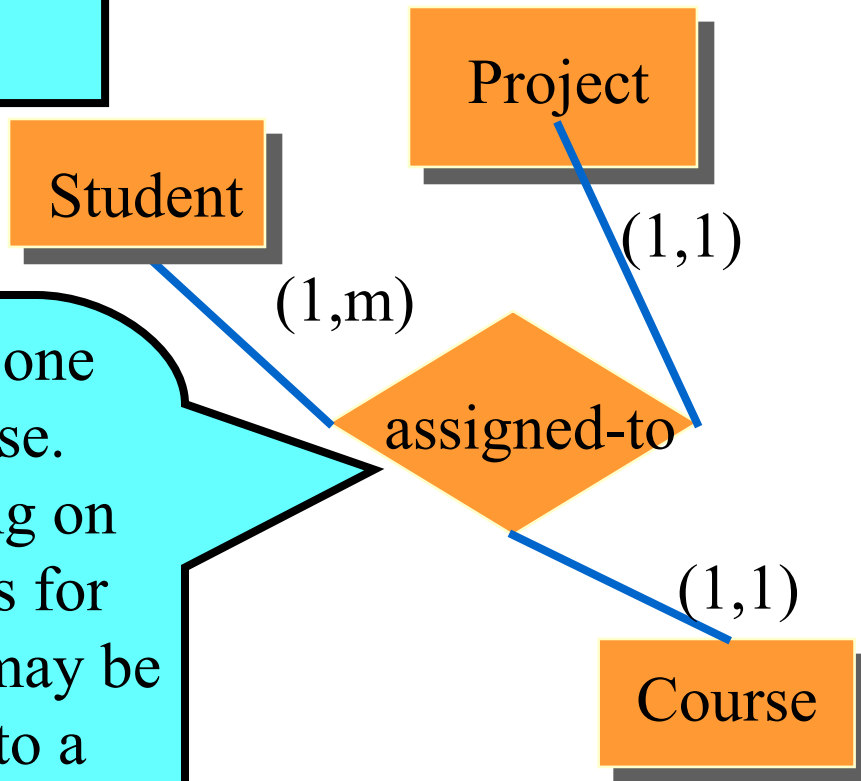 Project
Student
(1,1)
(1,m)
one
se.
assigned-to
g on
s for
(1,1)
may be
Course
to a